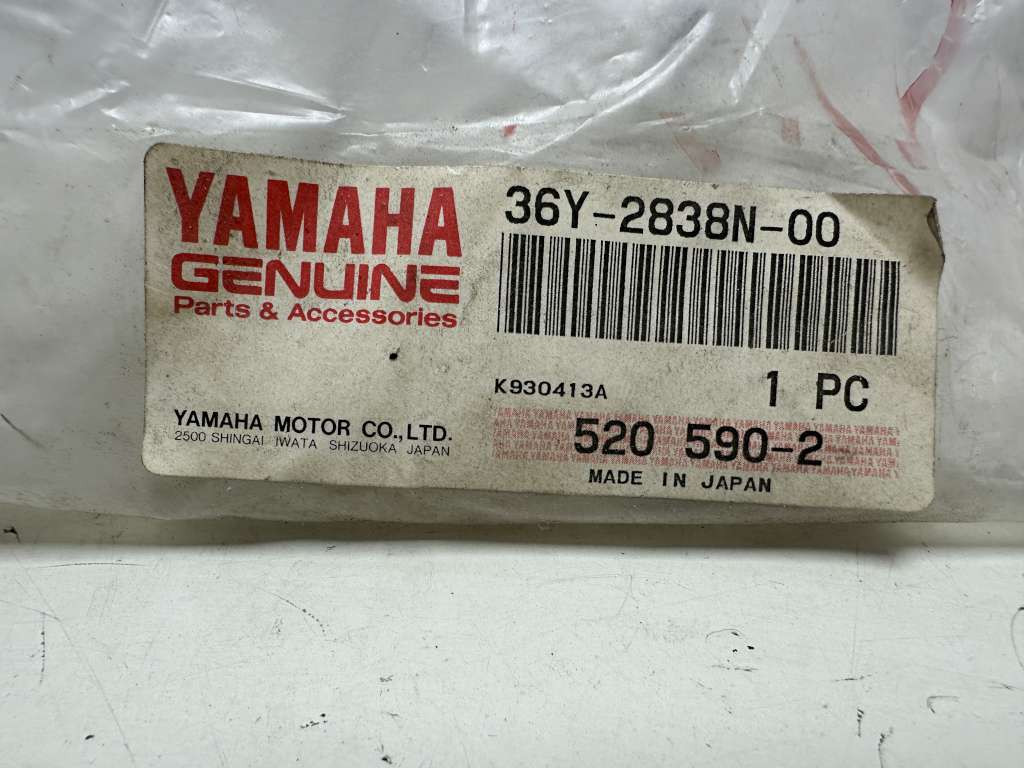 YAMAHA
GENUINE
Parts & Accessories
YAMAHA MOTOR CO.,LTD.
2500 SHINGAI IWATA SHIZUOKA JAPAN
36Y-2838N-00
K930413A
1 PC
520 590-2
MADE IN JAPAN